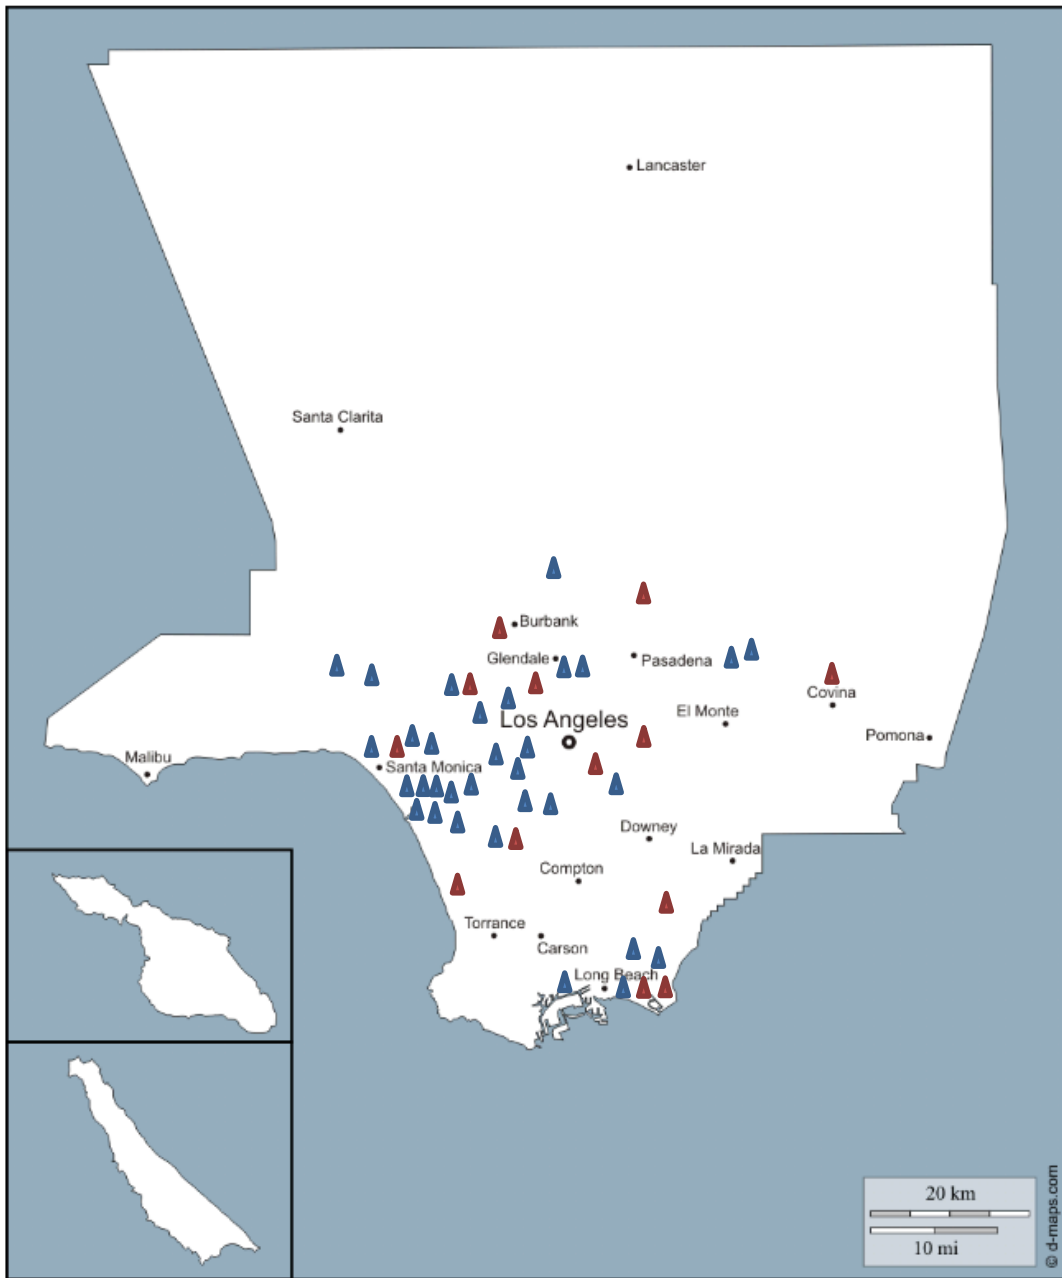 Lancaster
Santa Clarita
Burbank
Glendale
Pasadena
Covina
Los Angeles
El Monte
Pomona
Malibu
Santa Monica
Downey
La Mirada
Compton
Torrance
Carson
Long Beach
20 km
10 mi
© d-maps.com